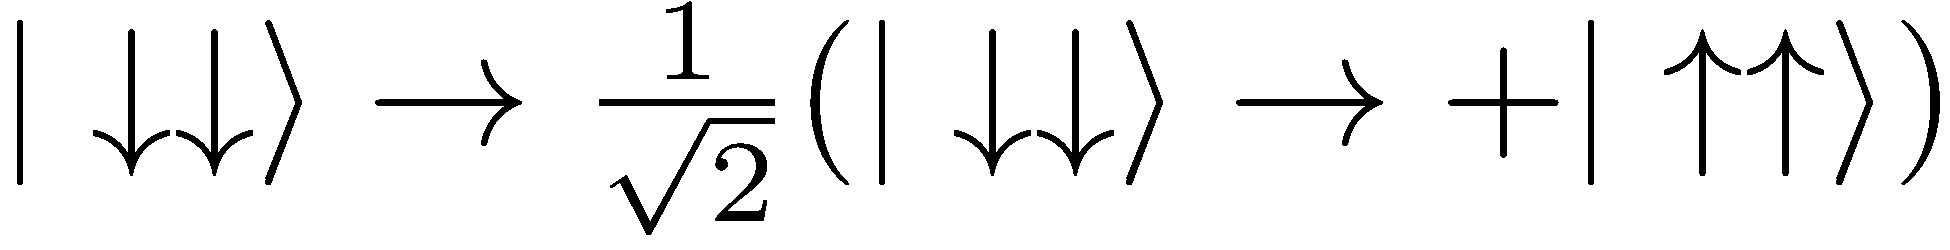 | ↓↓⟩ → 1/√2 (| ↓↓⟩ → +| ↑↑⟩)